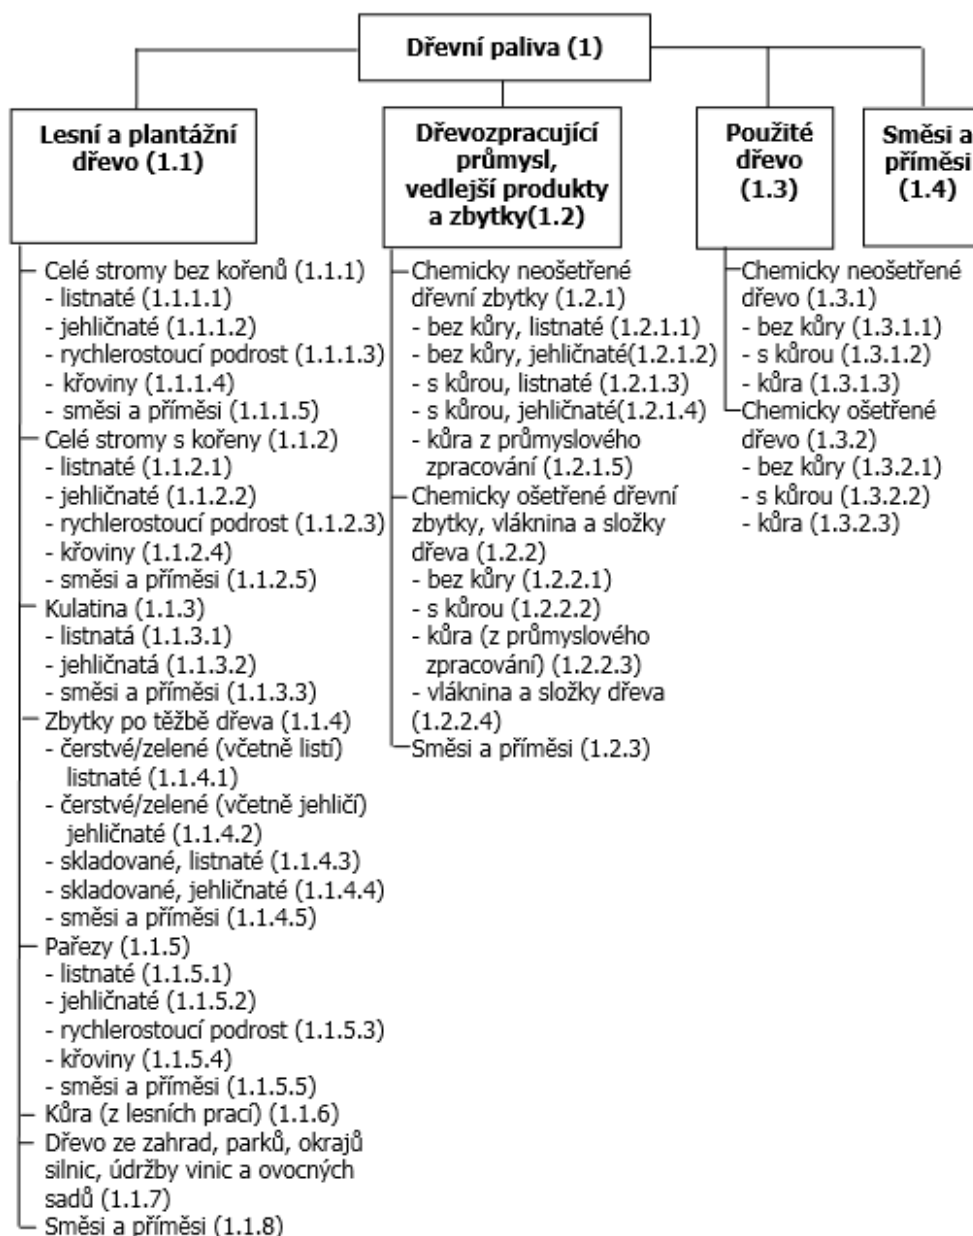 Dřevní paliva (1)
Lesní a plantážní
dřevo (1.1)
Dřevozpracující
průmysl,
vedlejší produkty
a zbytky(1.2)
Použité
dřevo
(1.3)
Směsi a
příměsi
(1.4)
Celé stromy bez kořenů (1.1.1)
- listnaté (1.1.1.1)
- jehličnaté (1.1.1.2)
- rychlerostoucí podrost (1.1.1.3)
- křoviny (1.1.1.4)
- směsi a příměsi (1.1.1.5)
Celé stromy s kořeny (1.1.2)
- listnaté (1.1.2.1)
- jehličnaté (1.1.2.2)
- rychlerostoucí podrost (1.1.2.3)
- křoviny (1.1.2.4)
- směsi a příměsi (1.1.2.5)
Kulatina (1.1.3)
- listnatá (1.1.3.1)
- jehličnatá (1.1.3.2)
- směsi a příměsi (1.1.3.3)
Zbytky po těžbě dřeva (1.1.4)
- čerstvé/zelené (včetně listí)
listnaté (1.1.4.1)
- čerstvé/zelené (včetně jehličí)
jehličnaté (1.1.4.2)
- skladované, listnaté (1.1.4.3)
- skladované, jehličnaté (1.1.4.4)
- směsi a příměsi (1.1.4.5)
Pařezy (1.1.5)
- listnaté (1.1.5.1)
- jehličnaté (1.1.5.2)
- rychlerostoucí podrost (1.1.5.3)
- křoviny (1.1.5.4)
- směsi a příměsi (1.1.5.5)
Kůra (z lesních prací) (1.1.6)
Dřevo ze zahrad, parků, okrajů
silnic, údržby vinic a ovocných
sadů (1.1.7)
Směsi a příměsi (1.1.8)
Chemicky neošetřené
dřevní zbytky (1.2.1)
- bez kůry, listnaté (1.2.1.1)
- bez kůry, jehličnaté(1.2.1.2)
- s kůrou, listnaté (1.2.1.3)
- s kůrou, jehličnaté(1.2.1.4)
- kůra z průmyslového
zpracování (1.2.1.5)
Chemicky ošetřené dřevní
zbytky, vláknina a složky
dřeva (1.2.2)
- bez kůry (1.2.2.1)
- s kůrou (1.2.2.2)
- kůra (z průmyslového
zpracování) (1.2.2.3)
- vláknina a složky dřeva
(1.2.2.4)
Směsi a příměsi (1.2.3)
Chemicky neošetřené
dřevo (1.3.1)
- bez kůry (1.3.1.1)
- s kůrou (1.3.1.2)
- kůra (1.3.1.3)
Chemicky ošetřené
dřevo (1.3.2)
- bez kůry (1.3.2.1)
- s kůrou (1.3.2.2)
- kůra (1.3.2.3)